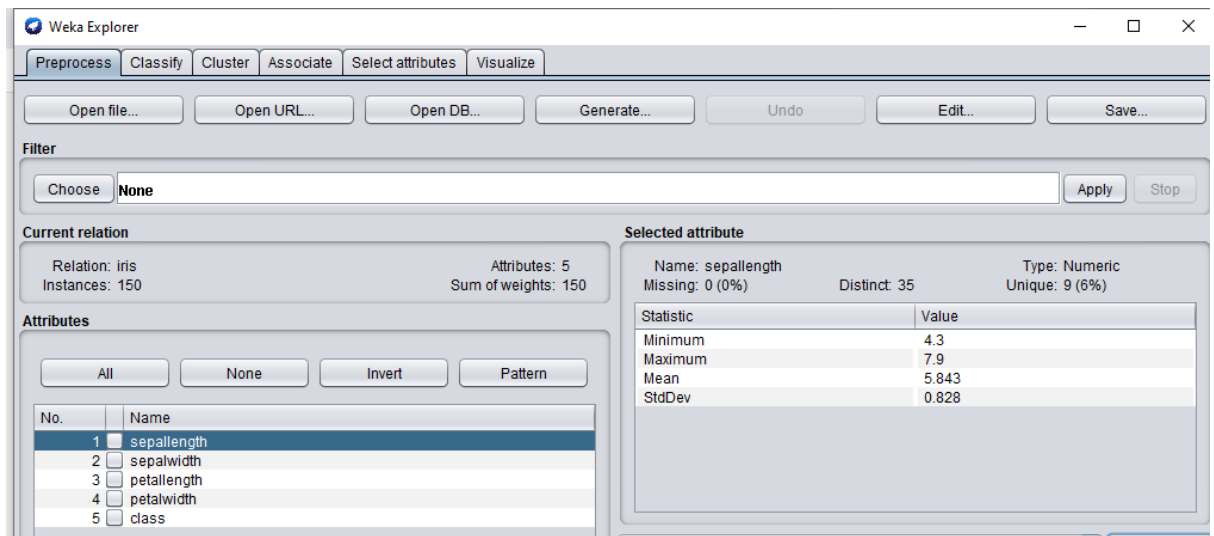 Weka Explorer
Preprocess Classify Cluster Associate Select attributes Visualize
Open file... Open URL... Open DB... Generate... Undo Edit... Save...
Filter
Choose None Apply Stop
Current relation
Relation: iris Attributes: 5
Instances: 150 Sum of weights: 150
Attributes
All None Invert Pattern
No. Name
1 sepallength
2 sepalwidth
3 petallength
4 petalwidth
5 class
Selected attribute
Name: sepallength Type: Numeric
Missing: 0 (0%) Distinct: 35 Unique: 9 (6%)
Statistic Value
Minimum 4.3
Maximum 7.9
Mean 5.843
StdDev 0.828